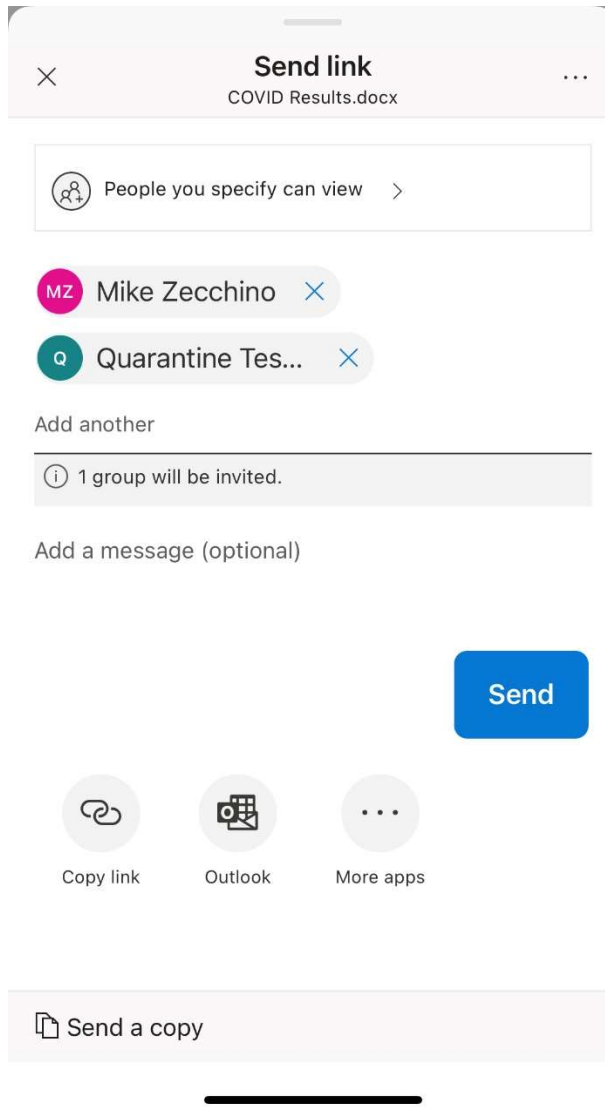 Send link
COVID Results.docx
People you specify can view
MZ Mike Zecchino
Q Quarantine Tes...
Add another
1 group will be invited.
Add a message (optional)
Send
Copy link Outlook More apps
Send a copy